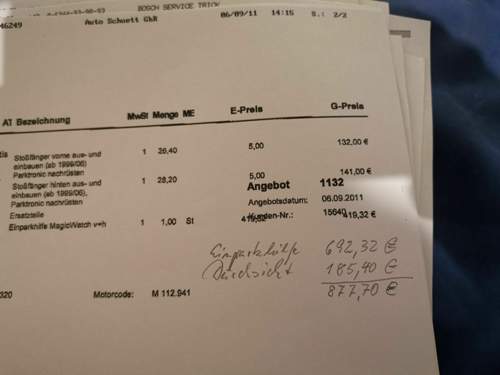 BOSCH SERVICE TRICK
46249 Auto Schuett GbR 06/09/11 14:15 S.: 2/2
AT Bezeichnung MwSt Menge ME E-Preis G-Preis
Stoßfänger vorne aus- und 1 26,40 5,00 132,00 €
einbauen (ab 1999/06)
Parktronic nachrüsten
Stoßfänger hinten aus- und 1 28,20 5,00 141,00 €
einbauen (ab 1999/06),
Parktronic nachrüsten
Angebot 1132
Angebotsdatum: 06.09.2011
Ersatzteile
Kunden-Nr.: 15640
Einparkhilfe MagicWatch v+h 1 1,00 St 419,32 419,32 €
Einparkhilfe 692,32 €
Durchsicht 185,40 €
877,70 €
320 Motorcode: M 112.941